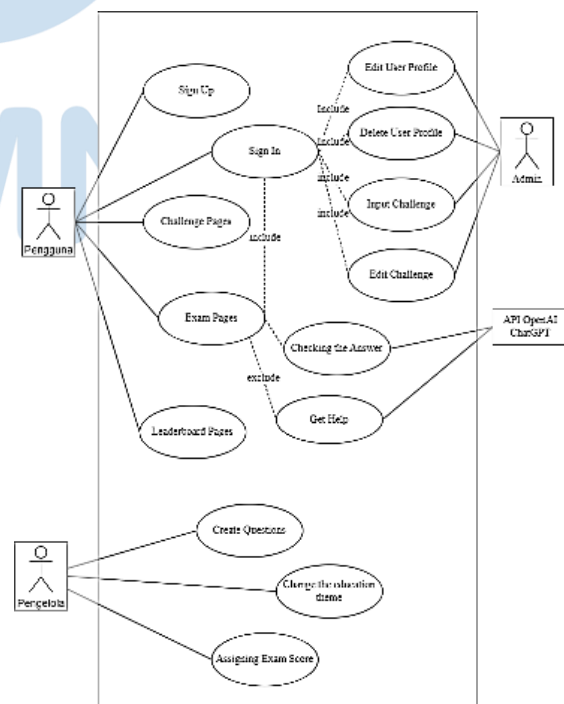 Edit User Profile
Sign Up
Include
Delete User Profile
Include
Sign In
include
Admin
Input Challenge
include
Challenge Pages
include
Pengguna
Edit Challenge
Exam Pages
API OpenAI
ChatGPT
Checking the Answer
exclude
Get Help
Leaderboard Pages
Create Questions
Change the education
theme
Pengelola
Assigning Exam Score